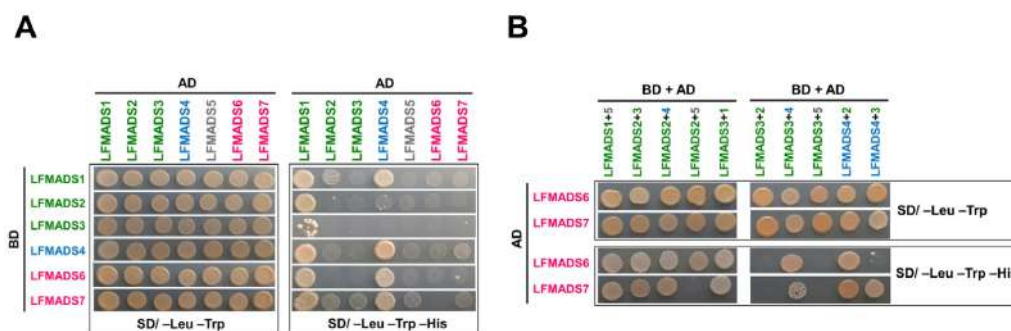 A
B
AD
AD
LFMADS1
LFMADS2
LFMADS3
LFMADS4
LFMADS5
LFMADS6
LFMADS7
LFMADS1
LFMADS2
LFMADS3
LFMADS4
LFMADS5
LFMADS6
LFMADS7
BD
LFMADS1
LFMADS2
LFMADS3
LFMADS4
LFMADS6
LFMADS7
SD/ –Leu –Trp
SD/ –Leu –Trp –His
BD + AD
BD + AD
LFMADS1+5
LFMADS2+3
LFMADS2+4
LFMADS2+5
LFMADS3+1
LFMADS3+2
LFMADS3+4
LFMADS3+5
LFMADS4+2
LFMADS4+3
AD
LFMADS6
LFMADS7
SD/ –Leu –Trp
LFMADS6
LFMADS7
SD/ –Leu –Trp –His